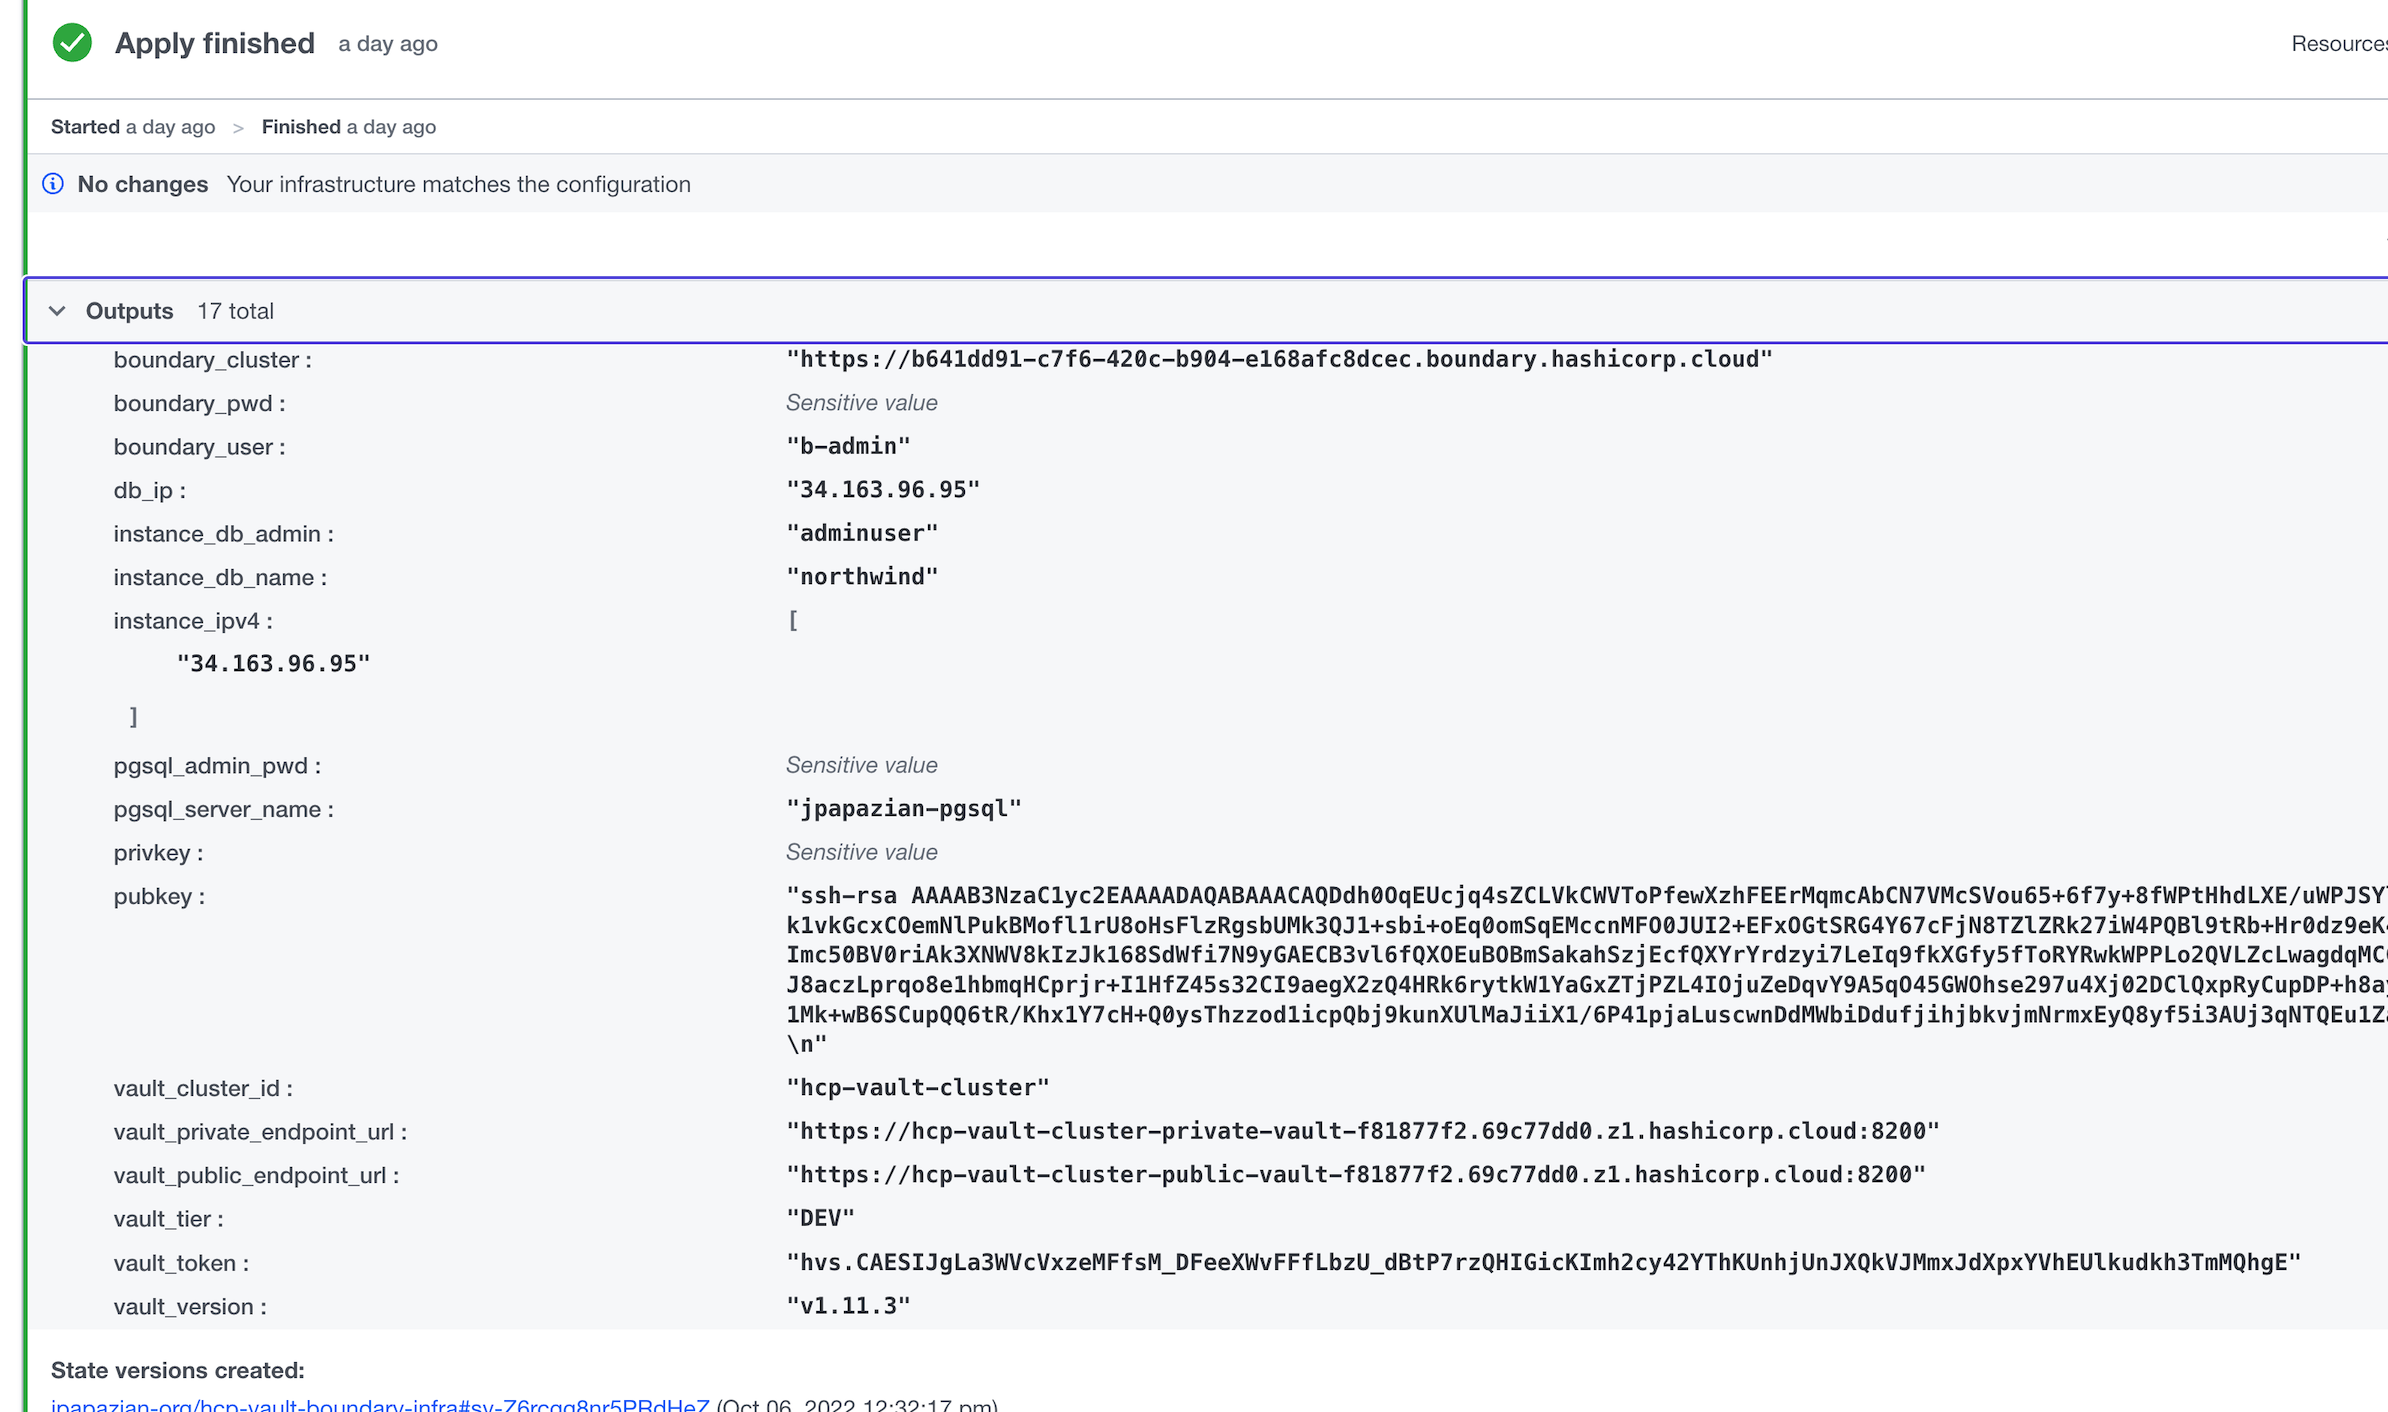 Apply finished a day ago Resources
Started a day ago > Finished a day ago
No changes Your infrastructure matches the configuration
Outputs 17 total
boundary_cluster : "https://b641dd91-c7f6-420c-b904-e168afc8dcec.boundary.hashicorp.cloud"
boundary_pwd : Sensitive value
boundary_user : "b-admin"
db_ip : "34.163.96.95"
instance_db_admin : "adminuser"
instance_db_name : "northwind"
instance_ipv4 : [
"34.163.96.95"
]
pgsql_admin_pwd : Sensitive value
pgsql_server_name : "jpapazian-pgsql"
privkey : Sensitive value
pubkey : "ssh-rsa AAAAB3NzaC1yc2EAAAADAQABAAACAQDdh0OqEUcjq4sZCLVkCWVToPfewXzhFEErMqmcAbCN7VMcSVou65+6f7y+8fWPtHhdLXE/uWPJSY
k1vkGcxCOemNlPukBMofl1rU8oHsFlzRgsbUMk3QJ1+sbi+oEq0omSqEMccnMFO0JUI2+EFxOGtSRG4Y67cFjN8TZlZRk27iW4PQBl9tRb+Hr0dz9eK
Imc50BV0riAk3XNWV8kIzJk168SdWfi7N9yGAECB3vl6fQXOEuBOBmSakahSzjEcfQXYrYrdzyi7LeIq9fkXGfy5fToRYRwkWPPLo2QVLZcLwagdqMC
J8aczLprqo8e1hbmqHCprjr+I1HfZ45s32CI9aegX2zQ4HRk6rytkW1YaGxZTjPZL4IOjuZeDqvY9A5qO45GWOhse297u4Xj02DClQxpRyCupDP+h8a
1Mk+wB6SCupQQ6tR/Khx1Y7cH+Q0ysThzzod1icpQbj9kunXUlMaJiiX1/6P41pjaLuscwnDdMWbiDdufjihjbkvjmNrmxEyQ8yf5i3AUj3qNTQEu1Z
\n"
vault_cluster_id : "hcp-vault-cluster"
vault_private_endpoint_url : "https://hcp-vault-cluster-private-vault-f81877f2.69c77dd0.z1.hashicorp.cloud:8200"
vault_public_endpoint_url : "https://hcp-vault-cluster-public-vault-f81877f2.69c77dd0.z1.hashicorp.cloud:8200"
vault_tier : "DEV"
vault_token : "hvs.CAESIJgLa3WVcVxzeMFfsM_DFeeXWvFFfLbzU_dBtP7rzQHIGicKImh2cy42YThKUnhjUnJXQkVJMmxJdXpxYVhEUlkudkh3TmMQhgE"
vault_version : "v1.11.3"
State versions created:
jpapazian-org/hcp-vault-boundary-infra#sv-Z6rcgg8nr5PRdHeZ (Oct 06, 2022 12:32:17 pm)